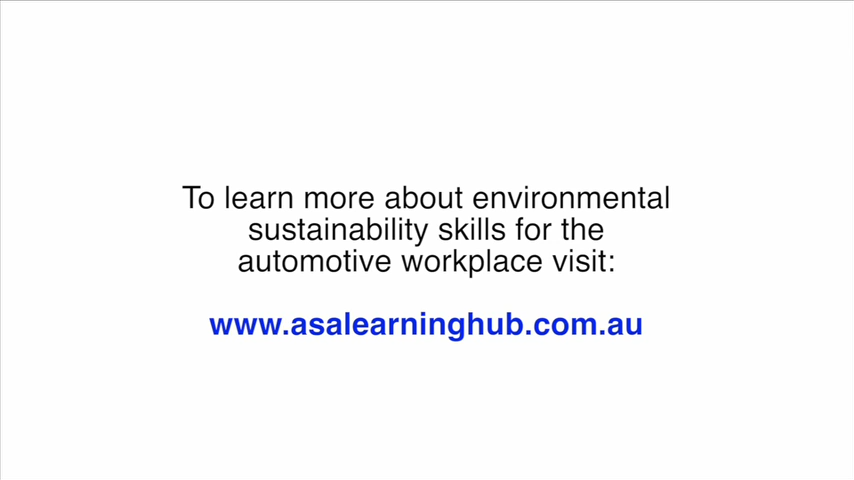 To learn more about environmental
sustainability skills for the
automotive workplace visit:
www.asalearninghub.com.au